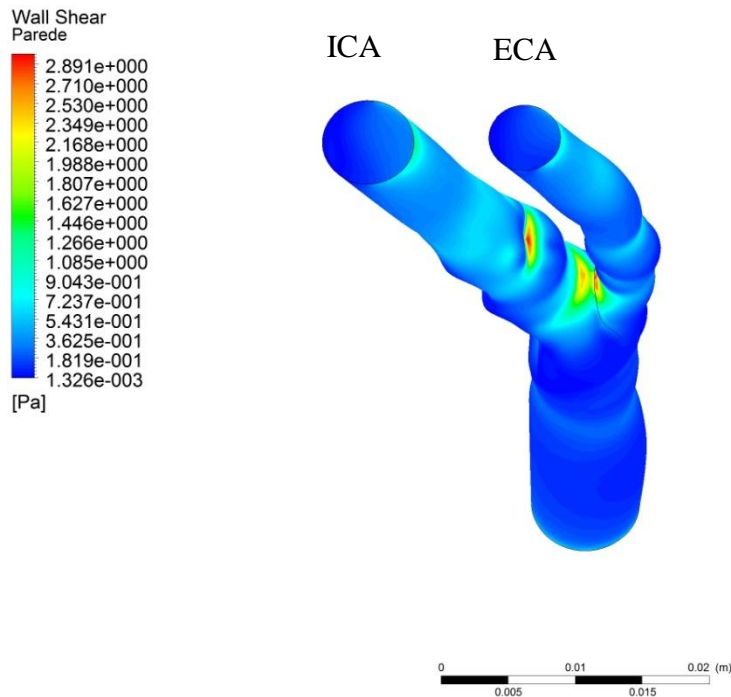 Wall Shear
Parede
ICA
ECA
2.891e+000
2.710e+000
2.530e+000
2.349e+000
2.168e+000
1.988e+000
1.807e+000
1.627e+000
1.446e+000
1.266e+000
1.085e+000
9.043e-001
7.237e-001
5.431e-001
3.625e-001
1.819e-001
1.326e-003
[Pa]
0 0.01 0.02 (m)
0.005 0.015